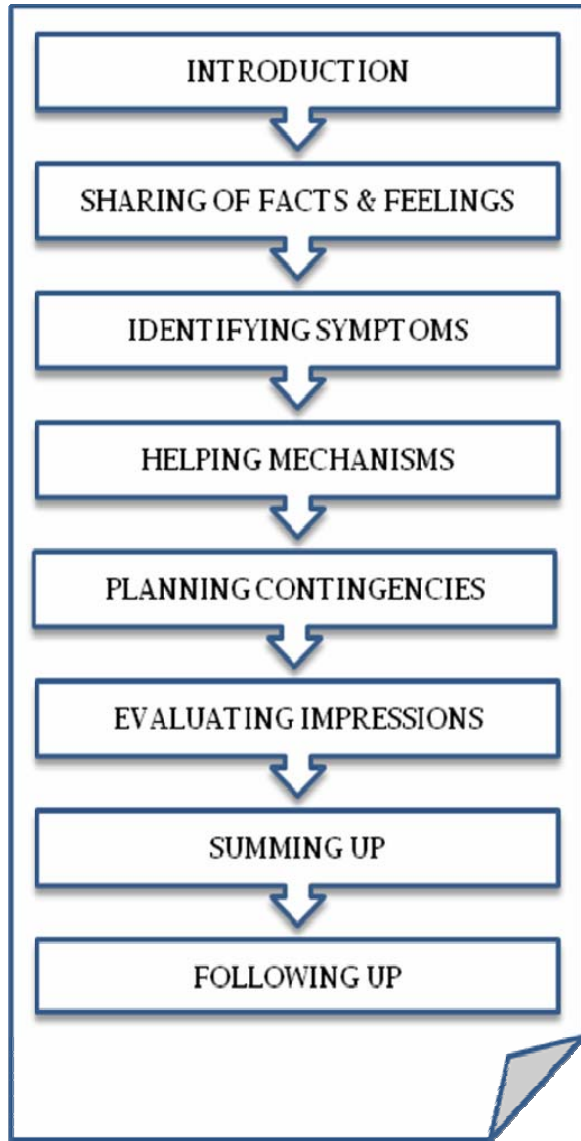 INTRODUCTION
SHARING OF FACTS & FEELINGS
IDENTIFYING SYMPTOMS
HELPING MECHANISMS
PLANNING CONTINGENCIES
EVALUATING IMPRESSIONS
SUMMING UP
FOLLOWING UP